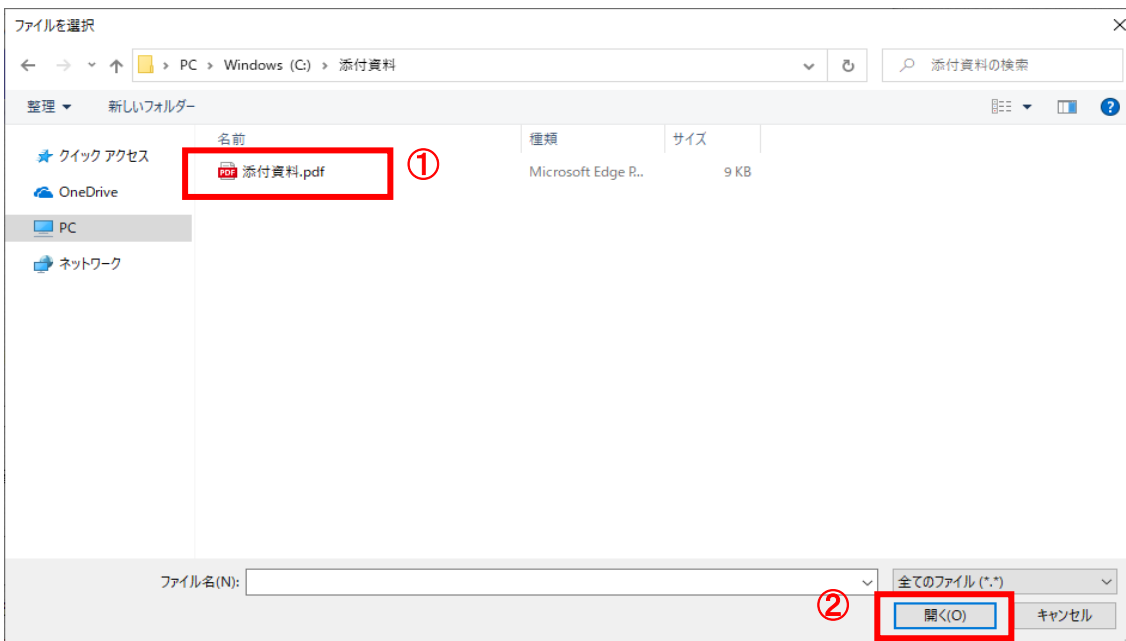 ファイルを選択
PC › Windows (C:) › 添付資料
添付資料の検索
整理 新しいフォルダー
名前 種類 サイズ
クイック アクセス
PDF 添付資料.pdf Microsoft Edge P... 9 KB
①
OneDrive
PC
ネットワーク
ファイル名(N): 全てのファイル (*.*)
②
開く(O) キャンセル